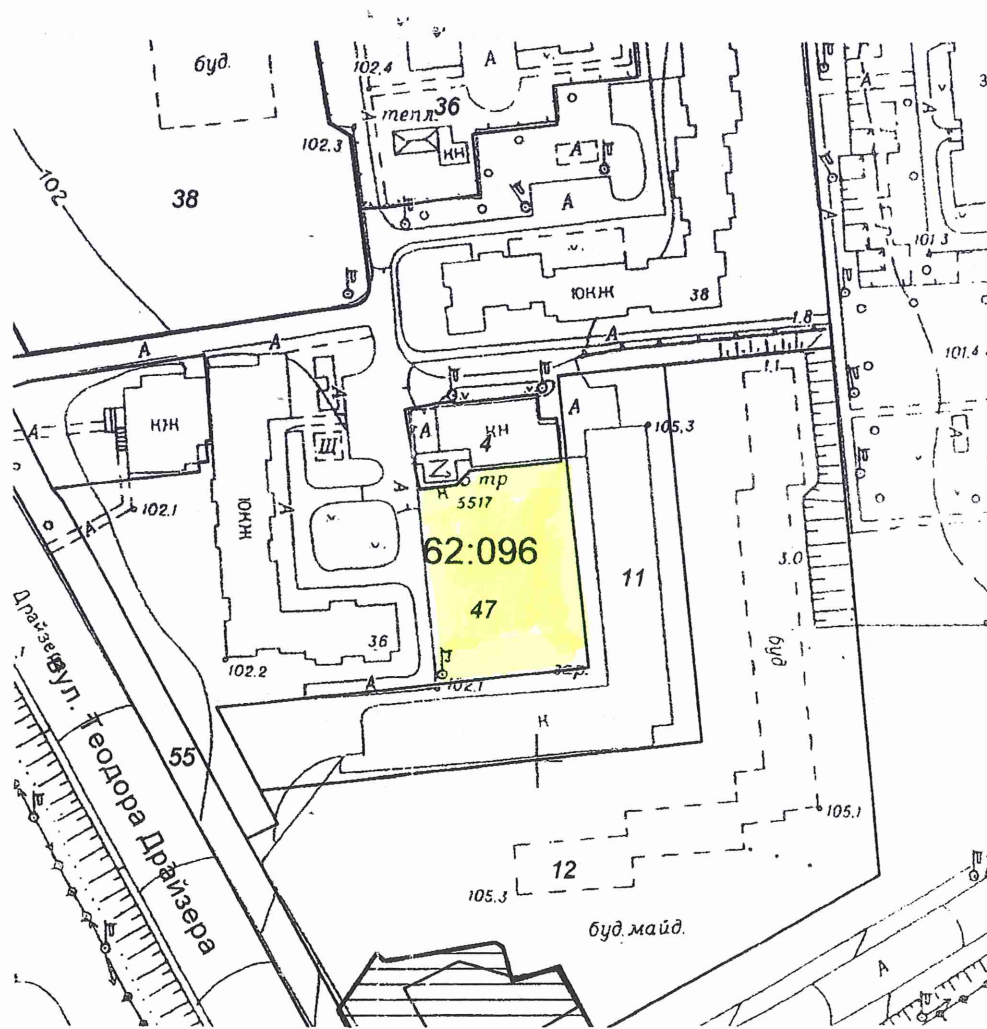 буд.
А
102,4
36
тепл.
А
102,3
кн
А
А
А
А
102
38
А
101 3
ЮКЖ
38
1.8
А
А
А
101.4
1.1
А
КЖ
А
А
КН
105,3
А
А
Щ
4
А
К
тр
5517
102.1
А
А
ЮКЖ
А
62:096
11
3.0
47
36
буд
102.2
А
102.1
к
вул. Теодора Драйзера
55
105.1
12
105.3
буд.майд.
А